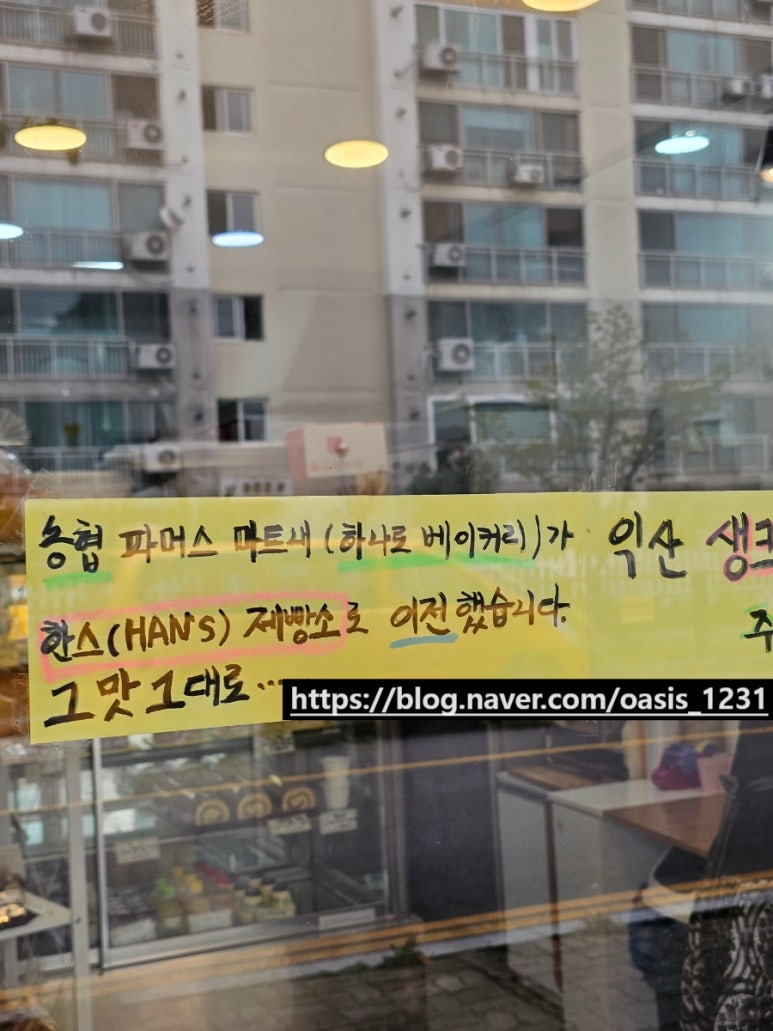 농협 파머스 마트내 (하나로 베이커리)가
한스(HAN'S) 제빵소로 이전했습니다.
그 맛 그대로...
익산 생크
주
https://blog.naver.com/oasis_1231